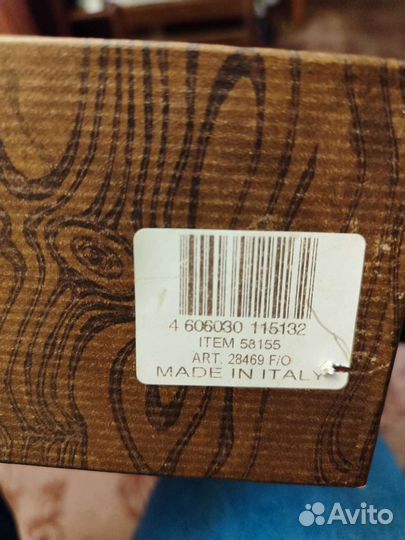 4 606030 115132
ITEM 58155
ART. 28469 F/O
MADE IN ITALY
Avito